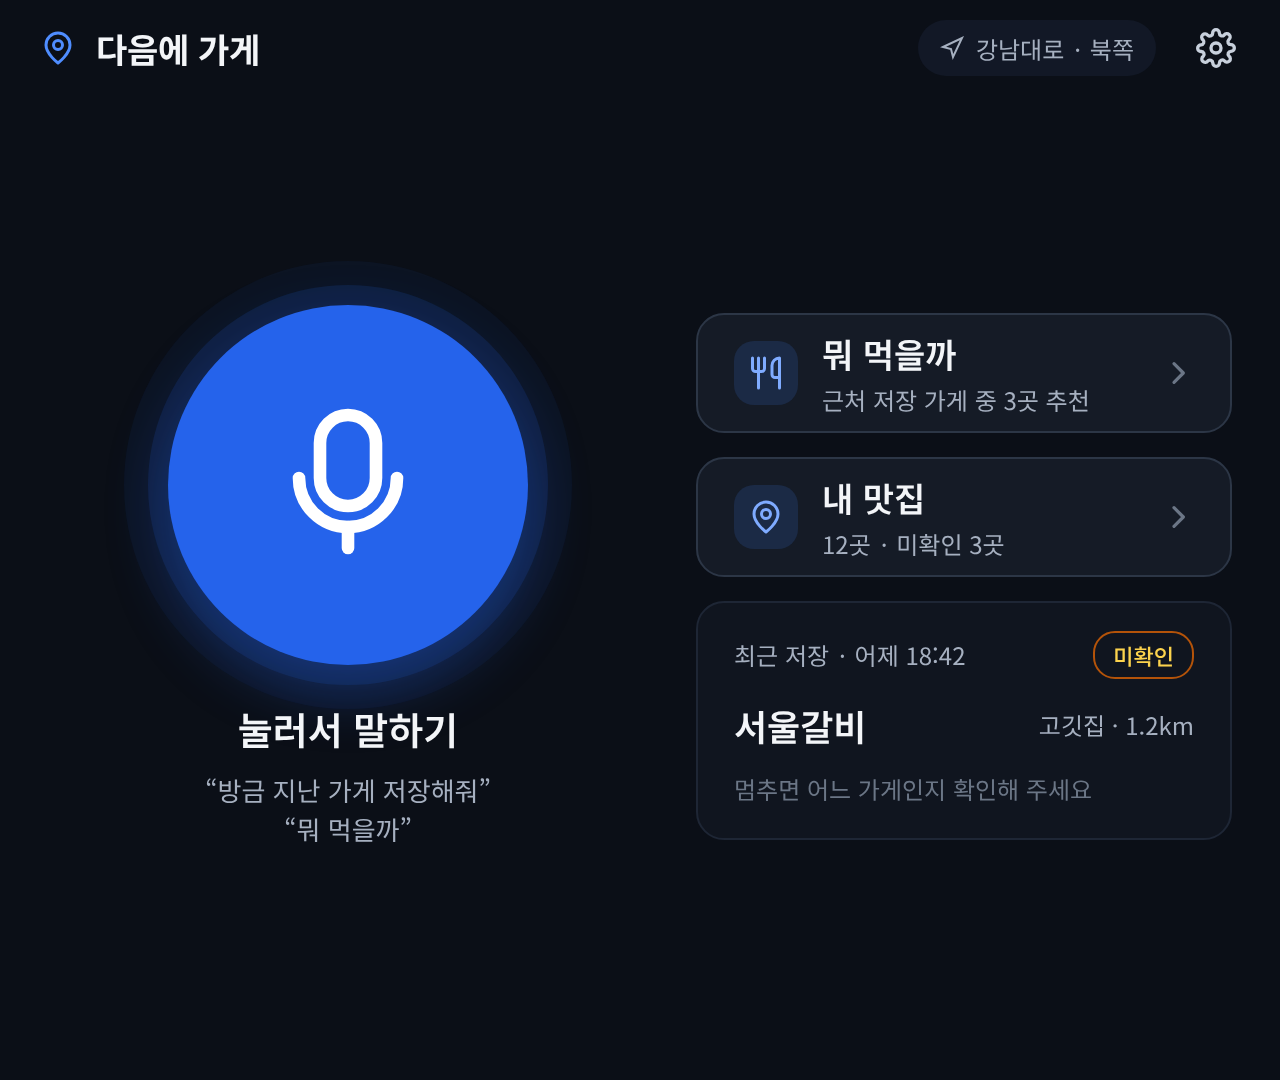 다음에 가게
강남대로 · 북쪽
눌러서 말하기
“방금 지난 가게 저장해줘”
“뭐 먹을까”
뭐 먹을까
근처 저장 가게 중 3곳 추천
내 맛집
12곳 · 미확인 3곳
최근 저장 · 어제 18:42
미확인
서울갈비
고깃집 · 1.2km
멈추면 어느 가게인지 확인해 주세요